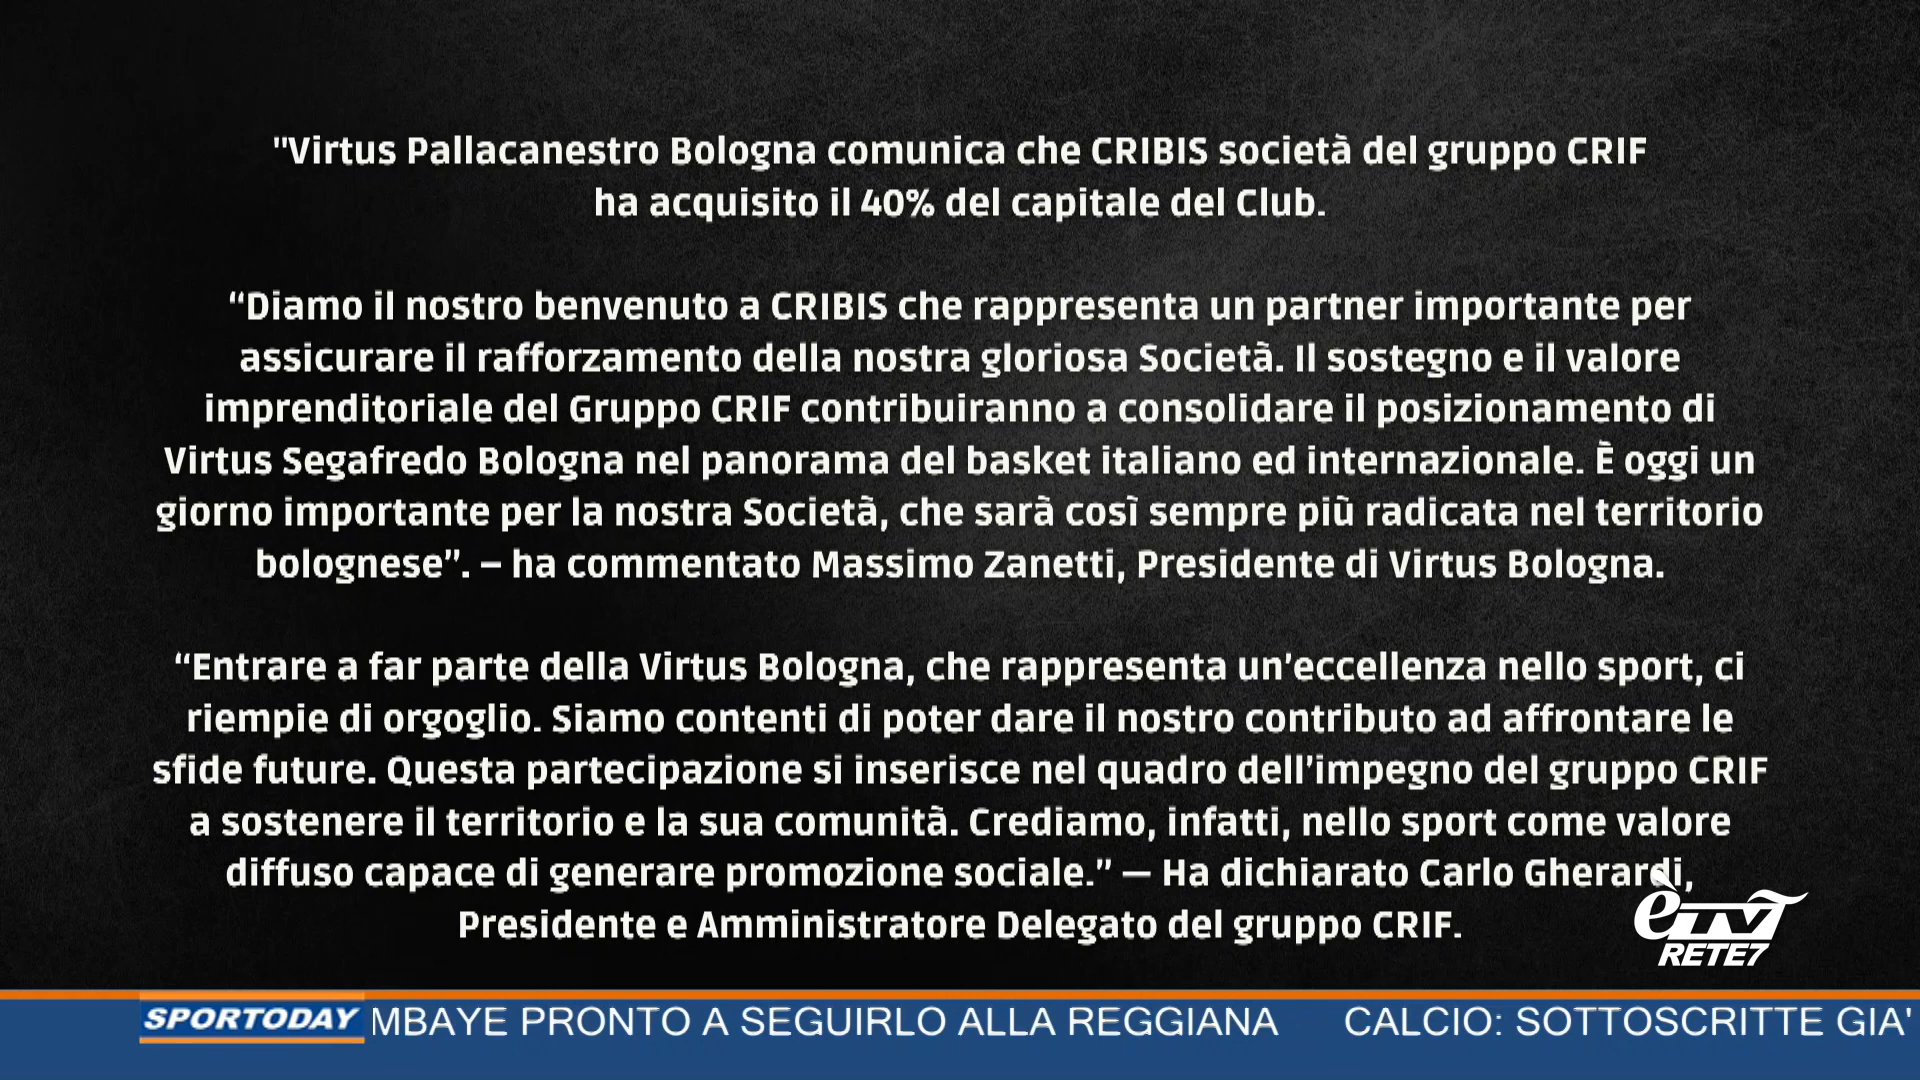 "Virtus Pallacanestro Bologna comunica che CRIBIS società del gruppo CRIF
ha acquisito il 40% del capitale del Club.
“Diamo il nostro benvenuto a CRIBIS che rappresenta un partner importante per
assicurare il rafforzamento della nostra gloriosa Società. Il sostegno e il valore
imprenditoriale del Gruppo CRIF contribuiranno a consolidare il posizionamento di
Virtus Segafredo Bologna nel panorama del basket italiano ed internazionale. È oggi un
giorno importante per la nostra Società, che sarà così sempre più radicata nel territorio
bolognese”. – ha commentato Massimo Zanetti, Presidente di Virtus Bologna.
“Entrare a far parte della Virtus Bologna, che rappresenta un’eccellenza nello sport, ci
riempie di orgoglio. Siamo contenti di poter dare il nostro contributo ad affrontare le
sfide future. Questa partecipazione si inserisce nel quadro dell’impegno del gruppo CRIF
a sostenere il territorio e la sua comunità. Crediamo, infatti, nello sport come valore
diffuso capace di generare promozione sociale.” — Ha dichiarato Carlo Gherardi,
Presidente e Amministratore Delegato del gruppo CRIF.
èTV
RETE7
SPORTODAY MBAYE PRONTO A SEGUIRLO ALLA REGGIANA CALCIO: SOTTOSCRITTE GIA'